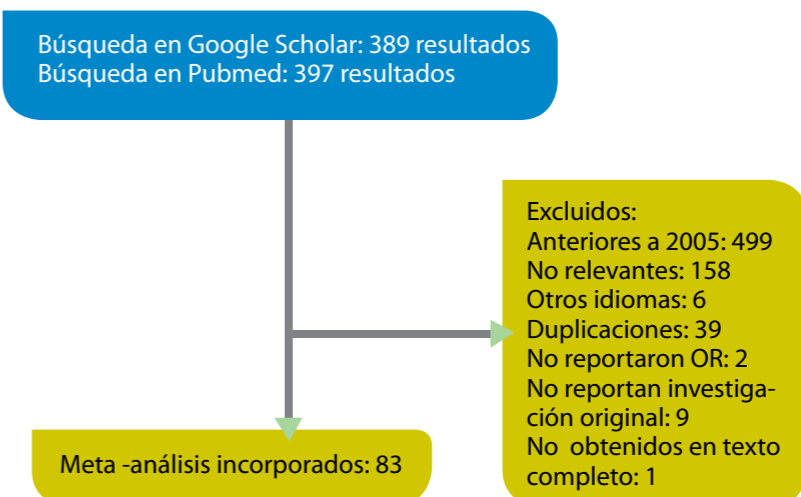 Búsqueda en Google Scholar: 389 resultados
Búsqueda en Pubmed: 397 resultados
Excluidos:
Anteriores a 2005: 499
No relevantes: 158
Otros idiomas: 6
Duplicaciones: 39
No reportaron OR: 2
No reportan investiga-
ción original: 9
No obtenidos en texto
completo: 1
Meta -análisis incorporados: 83